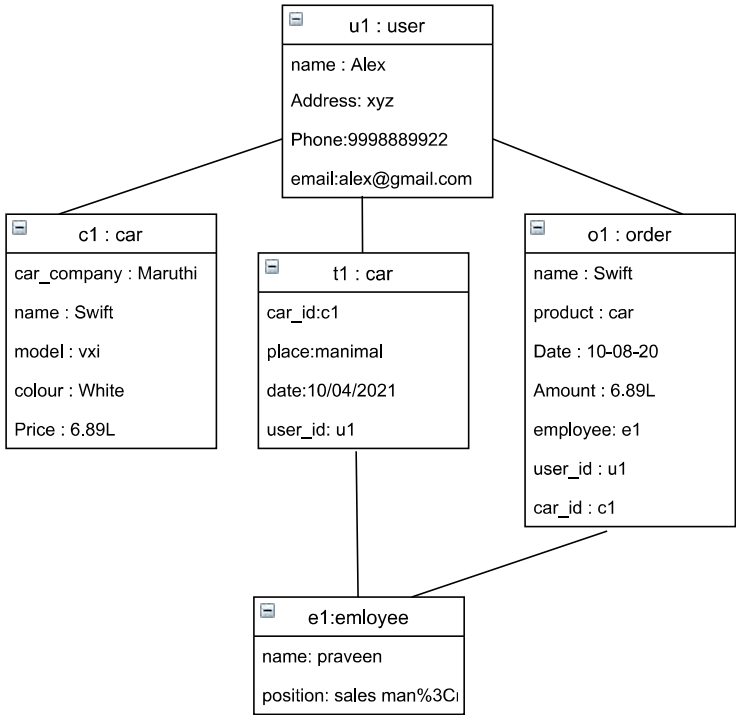 u1 : user
name : Alex
Address: xyz
Phone:9998889922
email:alex@gmail.com
c1 : car
car_company : Maruthi
name : Swift
model : vxi
colour : White
Price : 6.89L
t1 : car
car_id:c1
place:manimal
date:10/04/2021
user_id: u1
o1 : order
name : Swift
product : car
Date : 10-08-20
Amount : 6.89L
employee: e1
user_id : u1
car_id : c1
e1:emloyee
name: praveen
position: sales man%3C